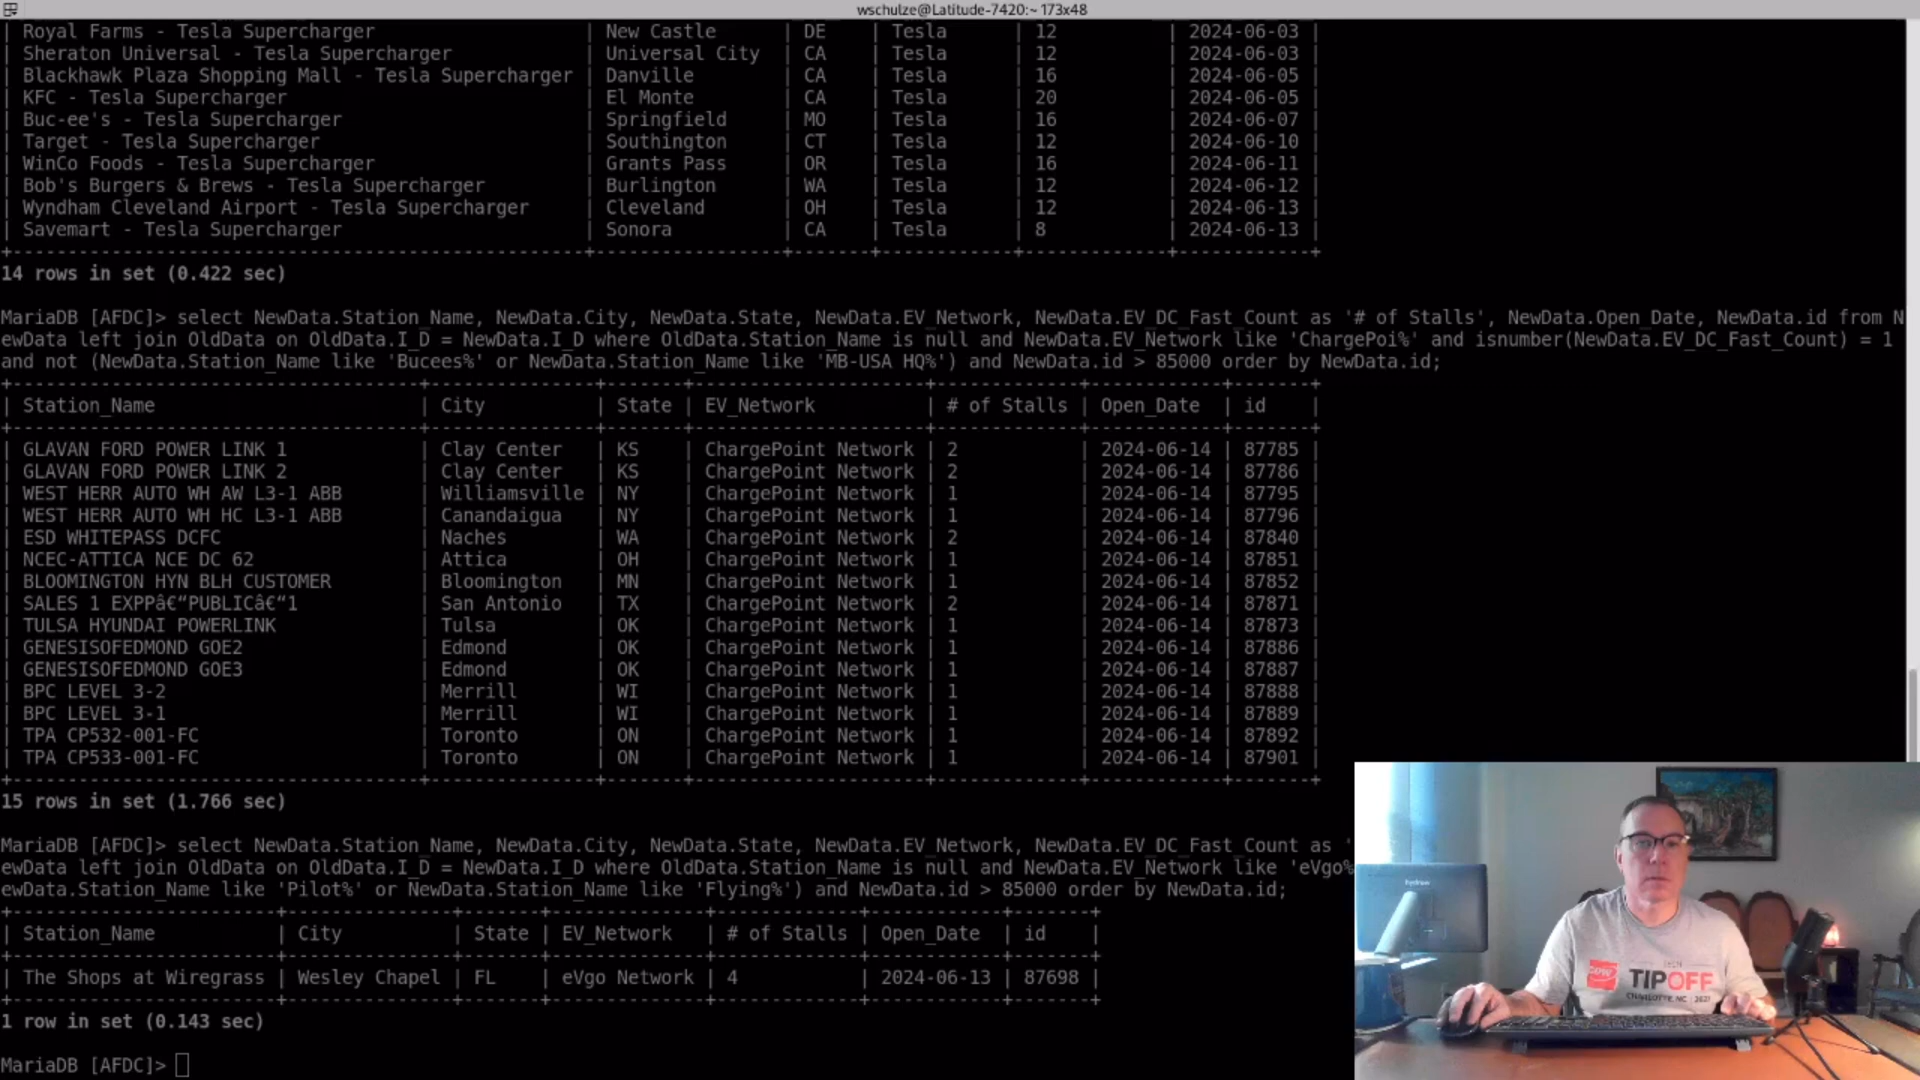 wschulze@Latitude-7420:~ 173x48
| Royal Farms - Tesla Supercharger | New Castle | DE | Tesla | 12 | 2024-06-03 |
| Sheraton Universal - Tesla Supercharger | Universal City | CA | Tesla | 12 | 2024-06-03 |
| Blackhawk Plaza Shopping Mall - Tesla Supercharger | Danville | CA | Tesla | 16 | 2024-06-05 |
| KFC - Tesla Supercharger | El Monte | CA | Tesla | 20 | 2024-06-05 |
| Buc-ee's - Tesla Supercharger | Springfield | MO | Tesla | 16 | 2024-06-07 |
| Target - Tesla Supercharger | Southington | CT | Tesla | 12 | 2024-06-10 |
| WinCo Foods - Tesla Supercharger | Grants Pass | OR | Tesla | 16 | 2024-06-11 |
| Bob's Burgers & Brews - Tesla Supercharger | Burlington | WA | Tesla | 12 | 2024-06-12 |
| Wyndham Cleveland Airport - Tesla Supercharger | Cleveland | OH | Tesla | 12 | 2024-06-13 |
| Savemart - Tesla Supercharger | Sonora | CA | Tesla | 8 | 2024-06-13 |
14 rows in set (0.422 sec)
MariaDB [AFDC]> select NewData.Station_Name, NewData.City, NewData.State, NewData.EV_Network, NewData.EV_DC_Fast_Count as '# of Stalls', NewData.Open_Date, NewData.id from N
ewData left join OldData on OldData.I_D = NewData.I_D where OldData.Station_Name is null and NewData.EV_Network like 'ChargePoi%' and isnumber(NewData.EV_DC_Fast_Count) = 1
and not (NewData.Station_Name like 'Bucees%' or NewData.Station_Name like 'MB-USA HQ%') and NewData.id > 85000 order by NewData.id;
| Station_Name | City | State | EV_Network | # of Stalls | Open_Date | id |
| GLAVAN FORD POWER LINK 1 | Clay Center | KS | ChargePoint Network | 2 | 2024-06-14 | 87785 |
| GLAVAN FORD POWER LINK 2 | Clay Center | KS | ChargePoint Network | 2 | 2024-06-14 | 87786 |
| WEST HERR AUTO WH AW L3-1 ABB | Williamsville | NY | ChargePoint Network | 1 | 2024-06-14 | 87795 |
| WEST HERR AUTO WH HC L3-1 ABB | Canandaigua | NY | ChargePoint Network | 1 | 2024-06-14 | 87796 |
| ESD WHITEPASS DCFC | Naches | WA | ChargePoint Network | 2 | 2024-06-14 | 87840 |
| NCEC-ATTICA NCE DC 62 | Attica | OH | ChargePoint Network | 1 | 2024-06-14 | 87851 |
| BLOOMINGTON HYN BLH CUSTOMER | Bloomington | MN | ChargePoint Network | 1 | 2024-06-14 | 87852 |
| SALES 1 EXPPâ€“PUBLICâ€“1 | San Antonio | TX | ChargePoint Network | 2 | 2024-06-14 | 87871 |
| TULSA HYUNDAI POWERLINK | Tulsa | OK | ChargePoint Network | 1 | 2024-06-14 | 87873 |
| GENESISOFEDMOND GOE2 | Edmond | OK | ChargePoint Network | 1 | 2024-06-14 | 87886 |
| GENESISOFEDMOND GOE3 | Edmond | OK | ChargePoint Network | 1 | 2024-06-14 | 87887 |
| BPC LEVEL 3-2 | Merrill | WI | ChargePoint Network | 1 | 2024-06-14 | 87888 |
| BPC LEVEL 3-1 | Merrill | WI | ChargePoint Network | 1 | 2024-06-14 | 87889 |
| TPA CP532-001-FC | Toronto | ON | ChargePoint Network | 1 | 2024-06-14 | 87892 |
| TPA CP533-001-FC | Toronto | ON | ChargePoint Network | 1 | 2024-06-14 | 87901 |
15 rows in set (1.766 sec)
MariaDB [AFDC]> select NewData.Station_Name, NewData.City, NewData.State, NewData.EV_Network, NewData.EV_DC_Fast_Count as '
ewData left join OldData on OldData.I_D = NewData.I_D where OldData.Station_Name is null and NewData.EV_Network like 'eVgo%
ewData.Station_Name like 'Pilot%' or NewData.Station_Name like 'Flying%') and NewData.id > 85000 order by NewData.id;
| Station_Name | City | State | EV_Network | # of Stalls | Open_Date | id |
| The Shops at Wiregrass | Wesley Chapel | FL | eVgo Network | 4 | 2024-06-13 | 87698 |
1 row in set (0.143 sec)
MariaDB [AFDC]>
TIPOFF